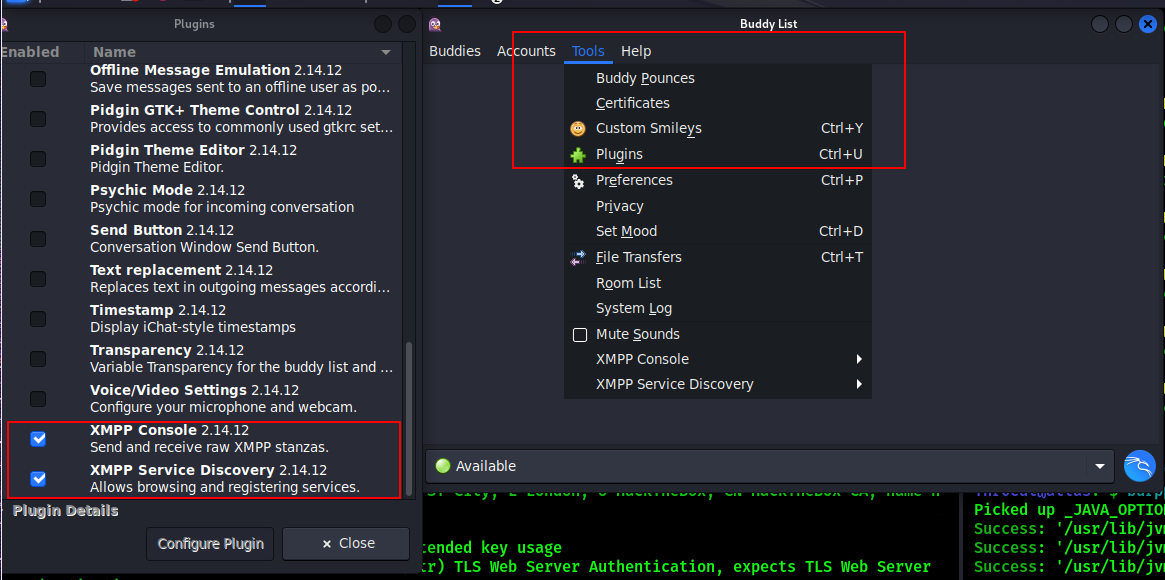 Plugins
Enabled Name
Offline Message Emulation 2.14.12
Save messages sent to an offline user as po...
Pidgin GTK+ Theme Control 2.14.12
Provides access to commonly used gtkrc set...
Pidgin Theme Editor 2.14.12
Pidgin Theme Editor.
Psychic Mode 2.14.12
Psychic mode for incoming conversation
Send Button 2.14.12
Conversation Window Send Button.
Text replacement 2.14.12
Replaces text in outgoing messages accordi...
Timestamp 2.14.12
Display iChat-style timestamps
Transparency 2.14.12
Variable Transparency for the buddy list and ...
Voice/Video Settings 2.14.12
Configure your microphone and webcam.
XMPP Console 2.14.12
Send and receive raw XMPP stanzas.
XMPP Service Discovery 2.14.12
Allows browsing and registering services.
Plugin Details
Configure Plugin Close
Buddy List
Buddies Accounts Tools Help
Buddy Pounces
Certificates
Custom Smileys Ctrl+Y
Plugins Ctrl+U
Preferences Ctrl+P
Privacy
Set Mood Ctrl+D
File Transfers Ctrl+T
Room List
System Log
Mute Sounds
XMPP Console
XMPP Service Discovery
Available
tended key usage
tr) TLS Web Server Authentication, expects TLS Web Server
Picked up _JAVA_OPTIO
Success: '/usr/lib/jv
Success: '/usr/lib/jv
Success: '/usr/lib/jv